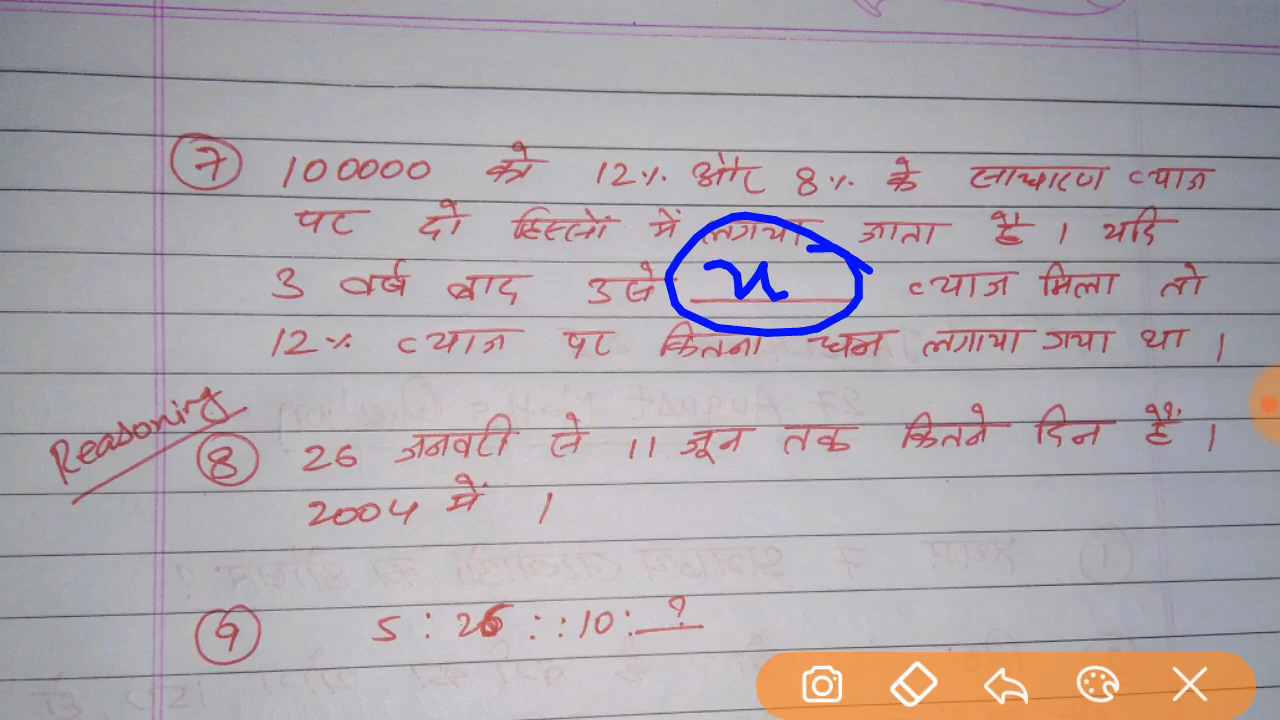 7 100000 को 12% और 8% के साधारण ब्याज
पर दो हिस्सों में लगाया जाता है । यदि
3 वर्ष बाद उसे x ब्याज मिला तो
12% ब्याज पर कितना धन लगाया गया था ।
Reasoning
8 26 जनवरी से 11 जून तक कितने दिन हैं ।
2004 में ।
9 5 : 26 :: 10 : ?